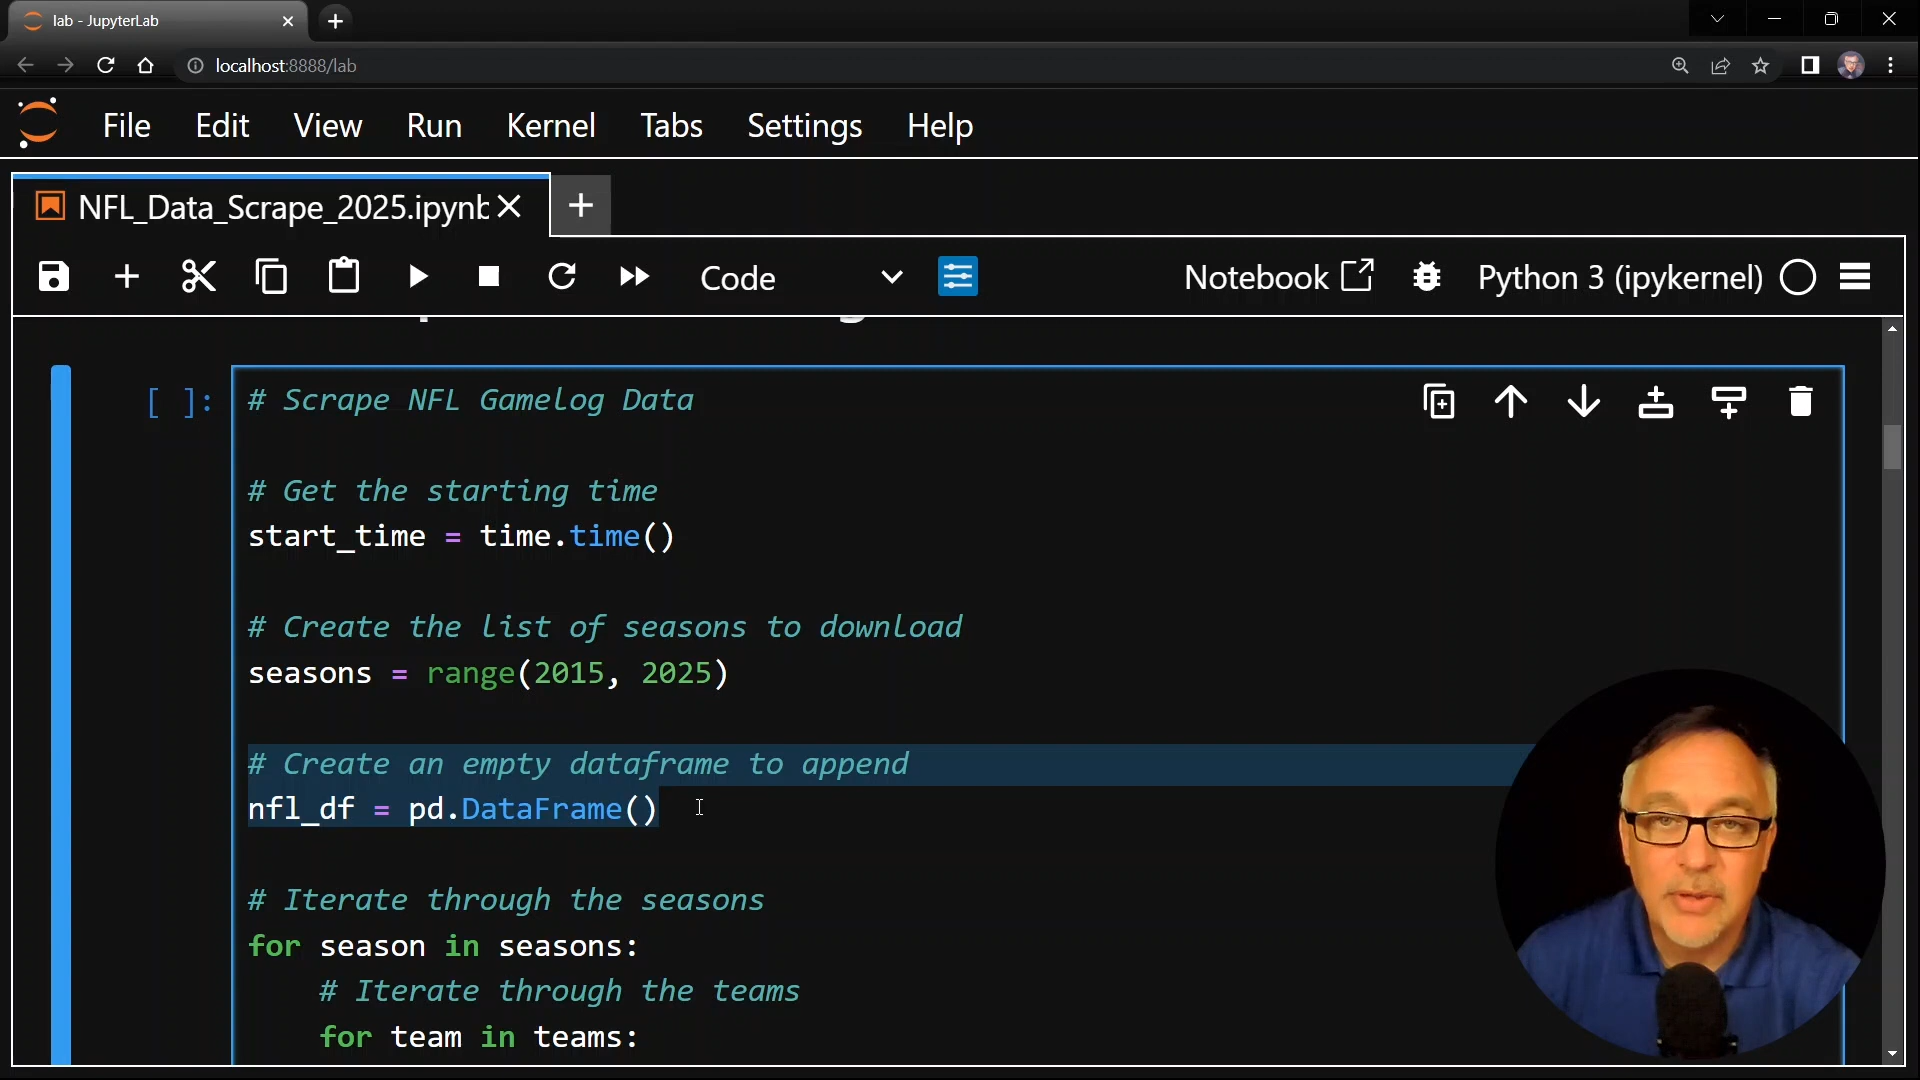 lab - JupyterLab
localhost:8888/lab
File Edit View Run Kernel Tabs Settings Help
NFL_Data_Scrape_2025.ipynb
Code
Notebook
Python 3 (ipykernel)
[ ]:
# Scrape NFL Gamelog Data
# Get the starting time
start_time = time.time()
# Create the list of seasons to download
seasons = range(2015, 2025)
# Create an empty dataframe to append
nfl_df = pd.DataFrame()
# Iterate through the seasons
for season in seasons:
# Iterate through the teams
for team in teams: